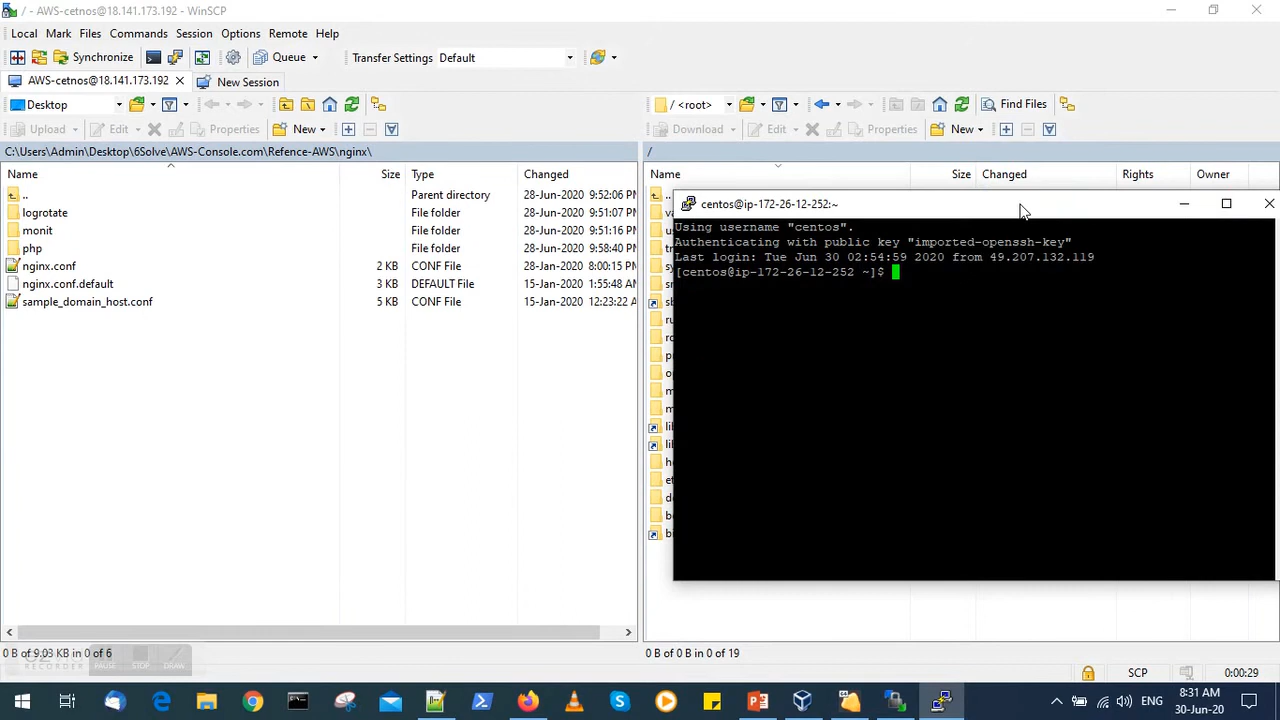 / - AWS-cetnos@18.141.173.192 - WinSCP
Local Mark Files Commands Session Options Remote Help
Synchronize Queue Transfer Settings Default
AWS-cetnos@18.141.173.192 New Session
Desktop / <root> Find Files
Upload Edit Properties New Download Edit Properties New
C:\Users\Admin\Desktop\6Solve\AWS-Console.com\Refence-AWS\nginx\ /
Name Size Type Changed Name Size Changed Rights Owner
.. Parent directory 28-Jun-2020 9:52:06 PM ..
logrotate File folder 28-Jun-2020 9:51:07 PM
monit File folder 28-Jun-2020 9:51:13 PM
php File folder 28-Jun-2020 9:51:18 PM
nginx.conf 2 KB CONF File 28-Jun-2020 8:00:15 PM
nginx.conf.default 3 KB DEFAULT File 15-Jan-2020 1:55:48 AM
sample_domain_host.conf 5 KB CONF File 15-Jan-2020 12:23:22 A
centos@ip-172-26-12-252:~
Using username "centos".
Authenticating with public key "imported-openssh-key"
Last login: Tue Jun 30 02:54:59 2020 from 49.207.132.119
[centos@ip-172-26-12-252 ~]$
0 B of 9.03 KB in 0 of 6 0 B of 0 B in 0 of 19
RECORDER PAUSE STOP DRAW
SCP 0:00:29
ENG 8:31 AM
30-Jun-20